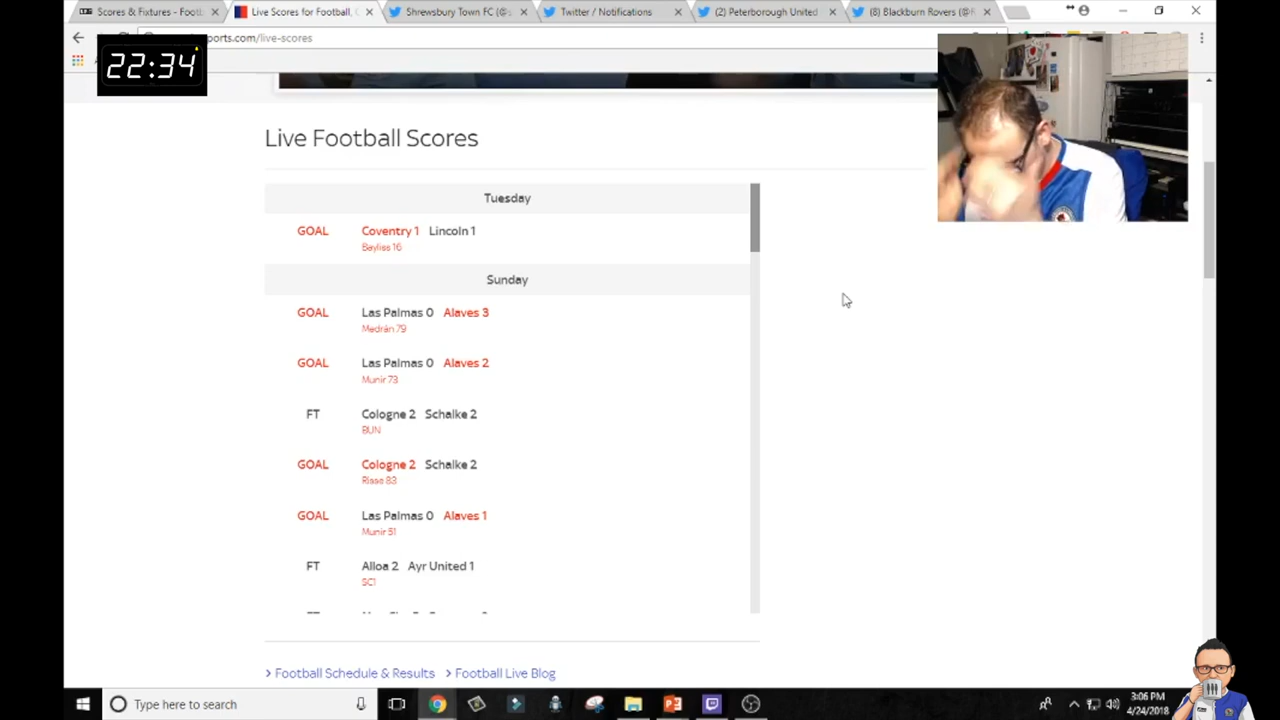 Scores & Fixtures - Footb
Live Scores for Football,
Shrewsbury Town FC (@s
Twitter / Notifications
(2) Peterborough United
(8) Blackburn Rovers (@R
ports.com/live-scores
22:34
Live Football Scores
Tuesday
GOAL Coventry 1 Lincoln 1
Bayliss 16
Sunday
GOAL Las Palmas 0 Alaves 3
Medrán 79
GOAL Las Palmas 0 Alaves 2
Munir 73
FT Cologne 2 Schalke 2
BUN
GOAL Cologne 2 Schalke 2
Risse 83
GOAL Las Palmas 0 Alaves 1
Munir 51
FT Alloa 2 Ayr United 1
SC1
> Football Schedule & Results > Football Live Blog
Type here to search
3:06 PM
4/24/2018